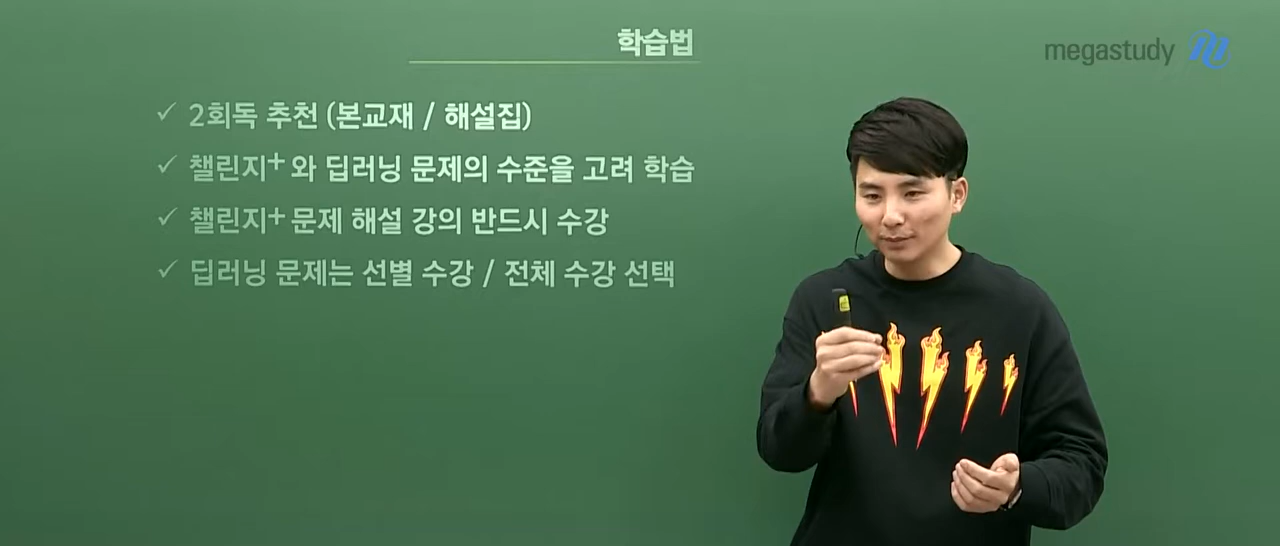 학습법
megastudy
2회독 추천 (본교재 / 해설집)
챌린지+ 와 딥러닝 문제의 수준을 고려 학습
챌린지+ 문제 해설 강의 반드시 수강
딥러닝 문제는 선별 수강 / 전체 수강 선택